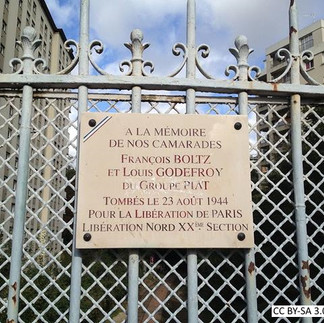 A LA MÉMOIRE
DE NOS CAMARADES
FRANÇOIS BOLTZ
ET LOUIS GODEFROY
DU GROUPE PIAT
TOMBÉS LE 23 AOÛT 1944
POUR LA LIBÉRATION DE PARIS
LIBÉRATION NORD XXÈME SECTION
CC BY-SA 3.0